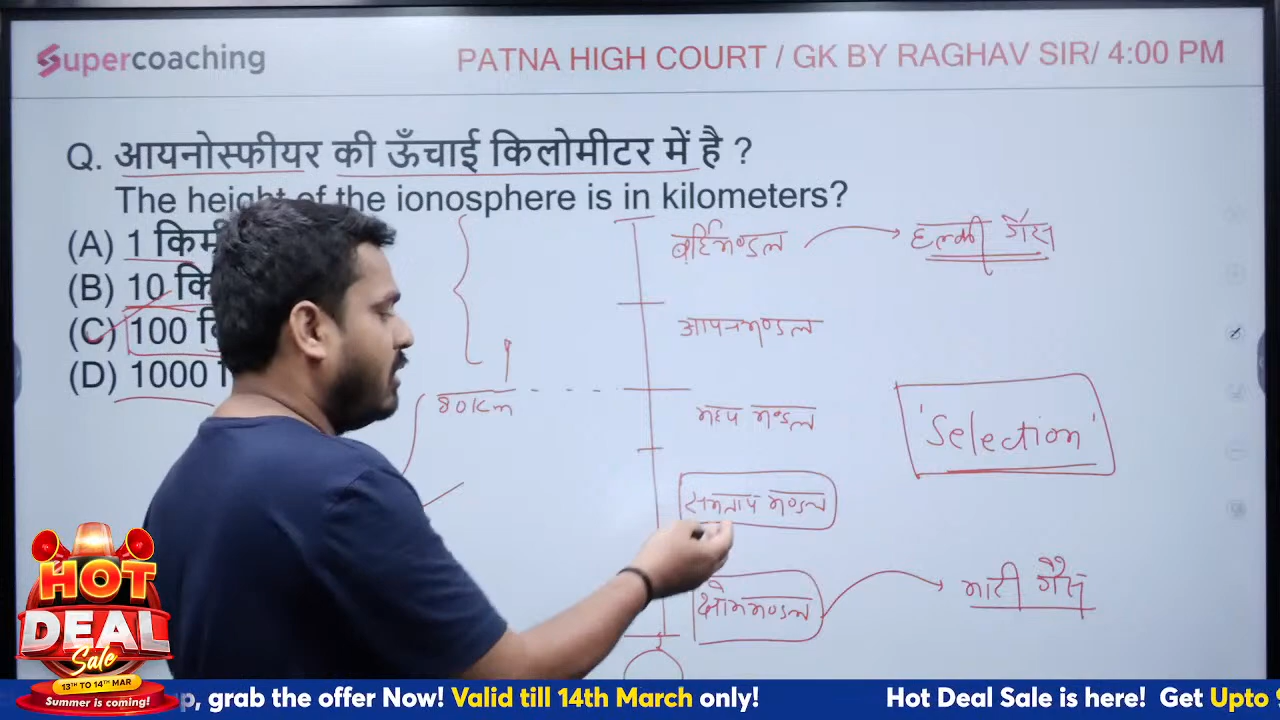 Supercoaching
PATNA HIGH COURT / GK BY RAGHAV SIR/ 4:00 PM
Q. आयनोस्फीयर की ऊँचाई किलोमीटर में है ?
The height of the ionosphere is in kilometers?
(A) 1 किमी
(B) 10
(C) 100
(D) 1000
80km
बर्हिमण्डल
हल्की गैस
आयनमण्डल
मध्य मण्डल
'Selection'
समताप मण्डल
क्षोभमण्डल
भारी गैस
HOT
DEAL
Sale
13TH TO 14TH MAR
Summer is coming!
grab the offer Now! Valid till 14th March only!
Hot Deal Sale is here! Get Upto